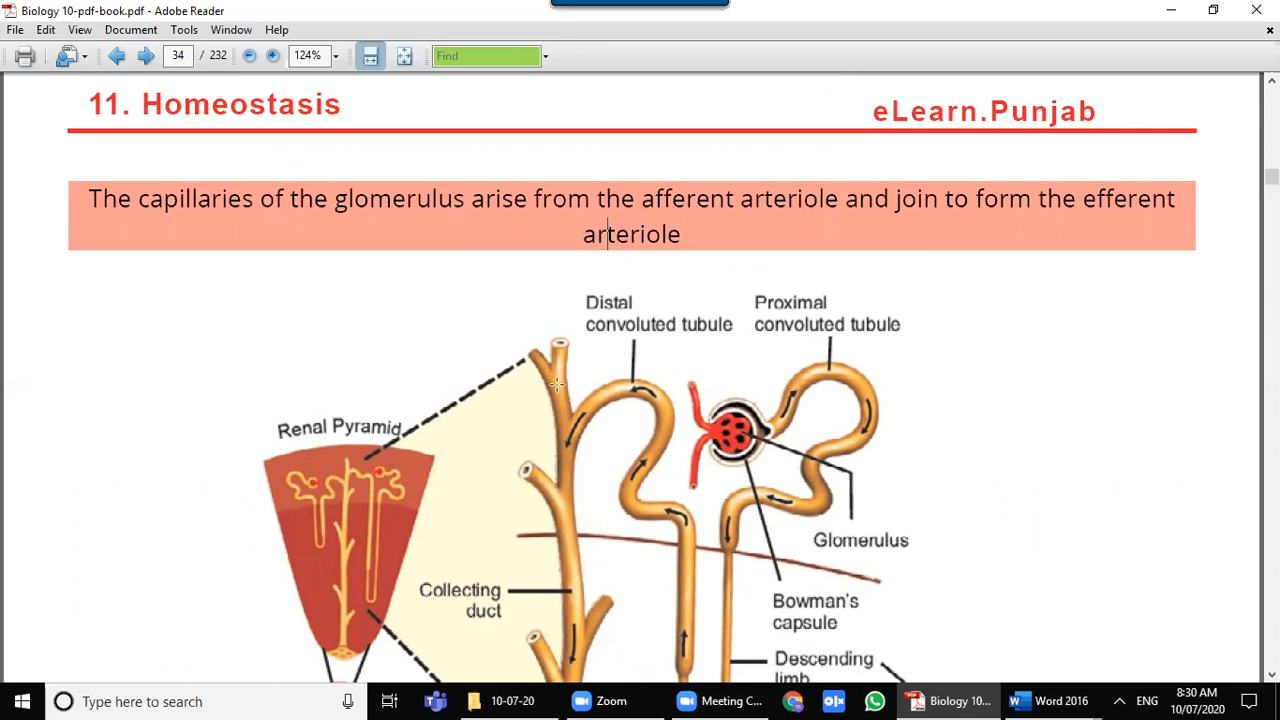 Biology 10-pdf-book.pdf - Adobe Reader
File Edit View Document Tools Window Help
34 / 232 124% Find
11. Homeostasis
eLearn.Punjab
The capillaries of the glomerulus arise from the afferent arteriole and join to form the efferent
arteriole
Distal
convoluted tubule
Proximal
convoluted tubule
Renal Pyramid
Glomerulus
Collecting
duct
Bowman's
capsule
Descending
limb
Type here to search
10-07-20
Zoom
Meeting C...
Biology 10...
Word 2016
ENG
8:30 AM
10/07/2020